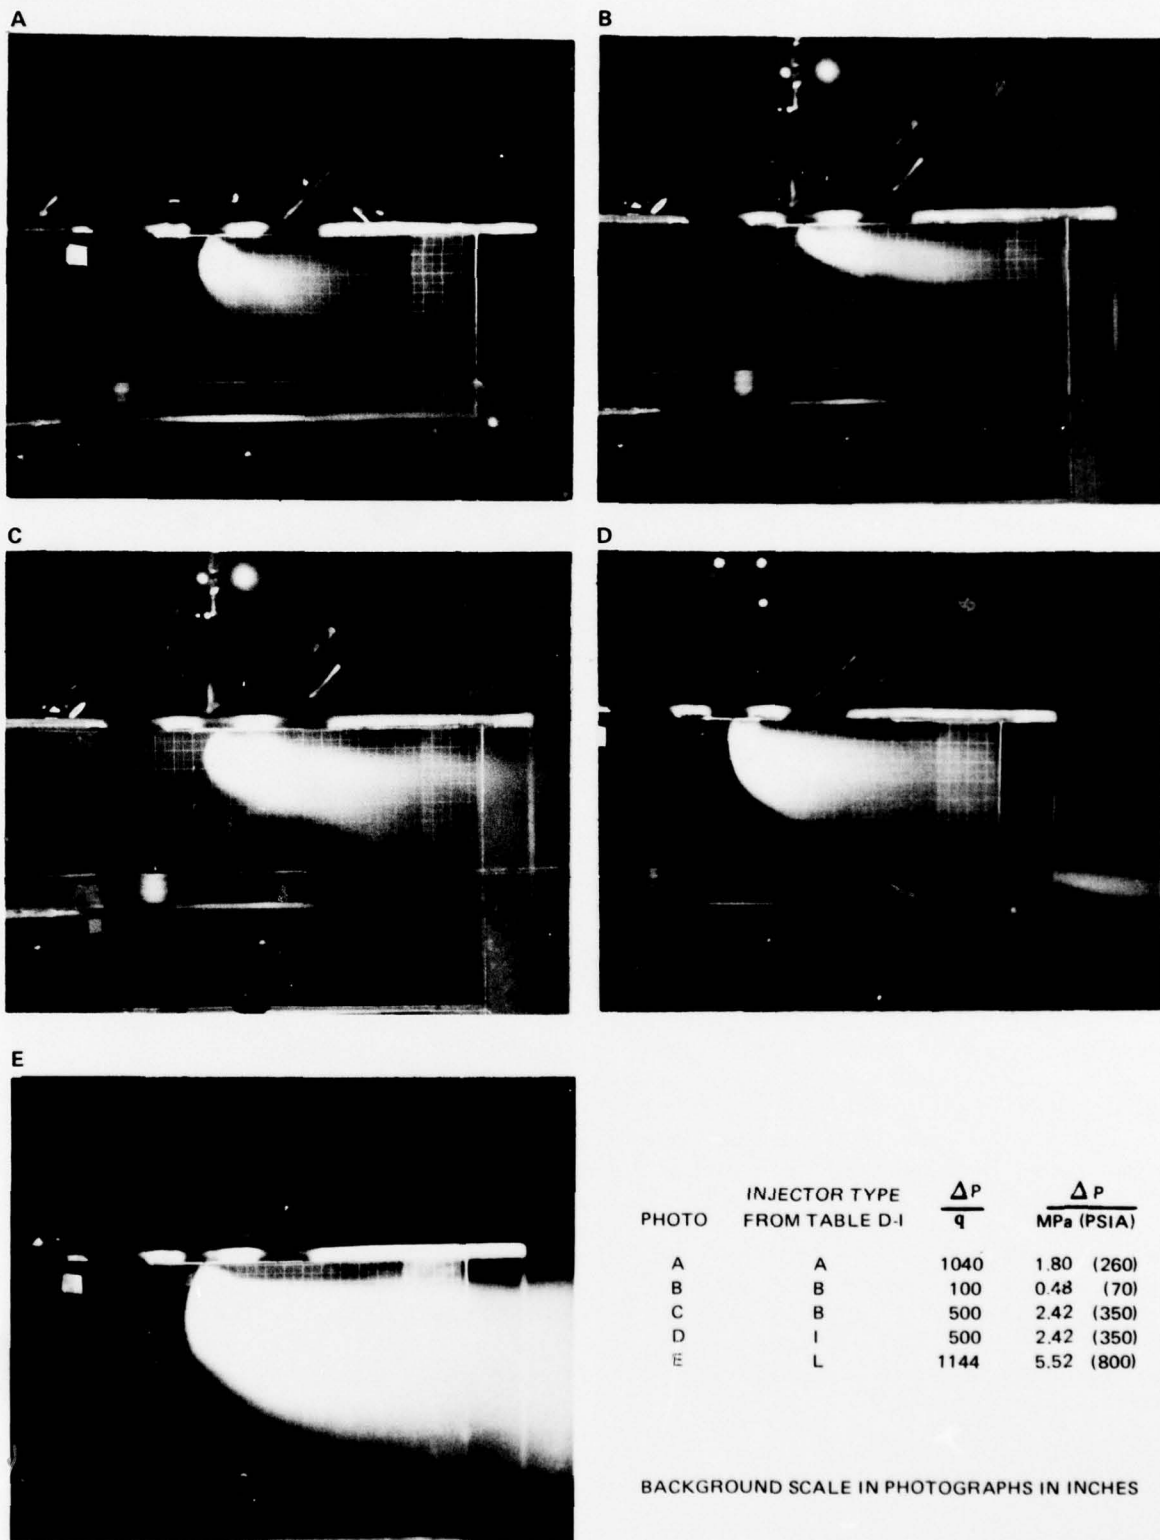 A
B
C
D
E
PHOTO INJECTOR TYPE FROM TABLE D-I ΔP/q ΔP MPa (PSIA)
A A 1040 1.80 (260)
B B 100 0.48 (70)
C B 500 2.42 (350)
D I 500 2.42 (350)
E L 1144 5.52 (800)
BACKGROUND SCALE IN PHOTOGRAPHS IN INCHES